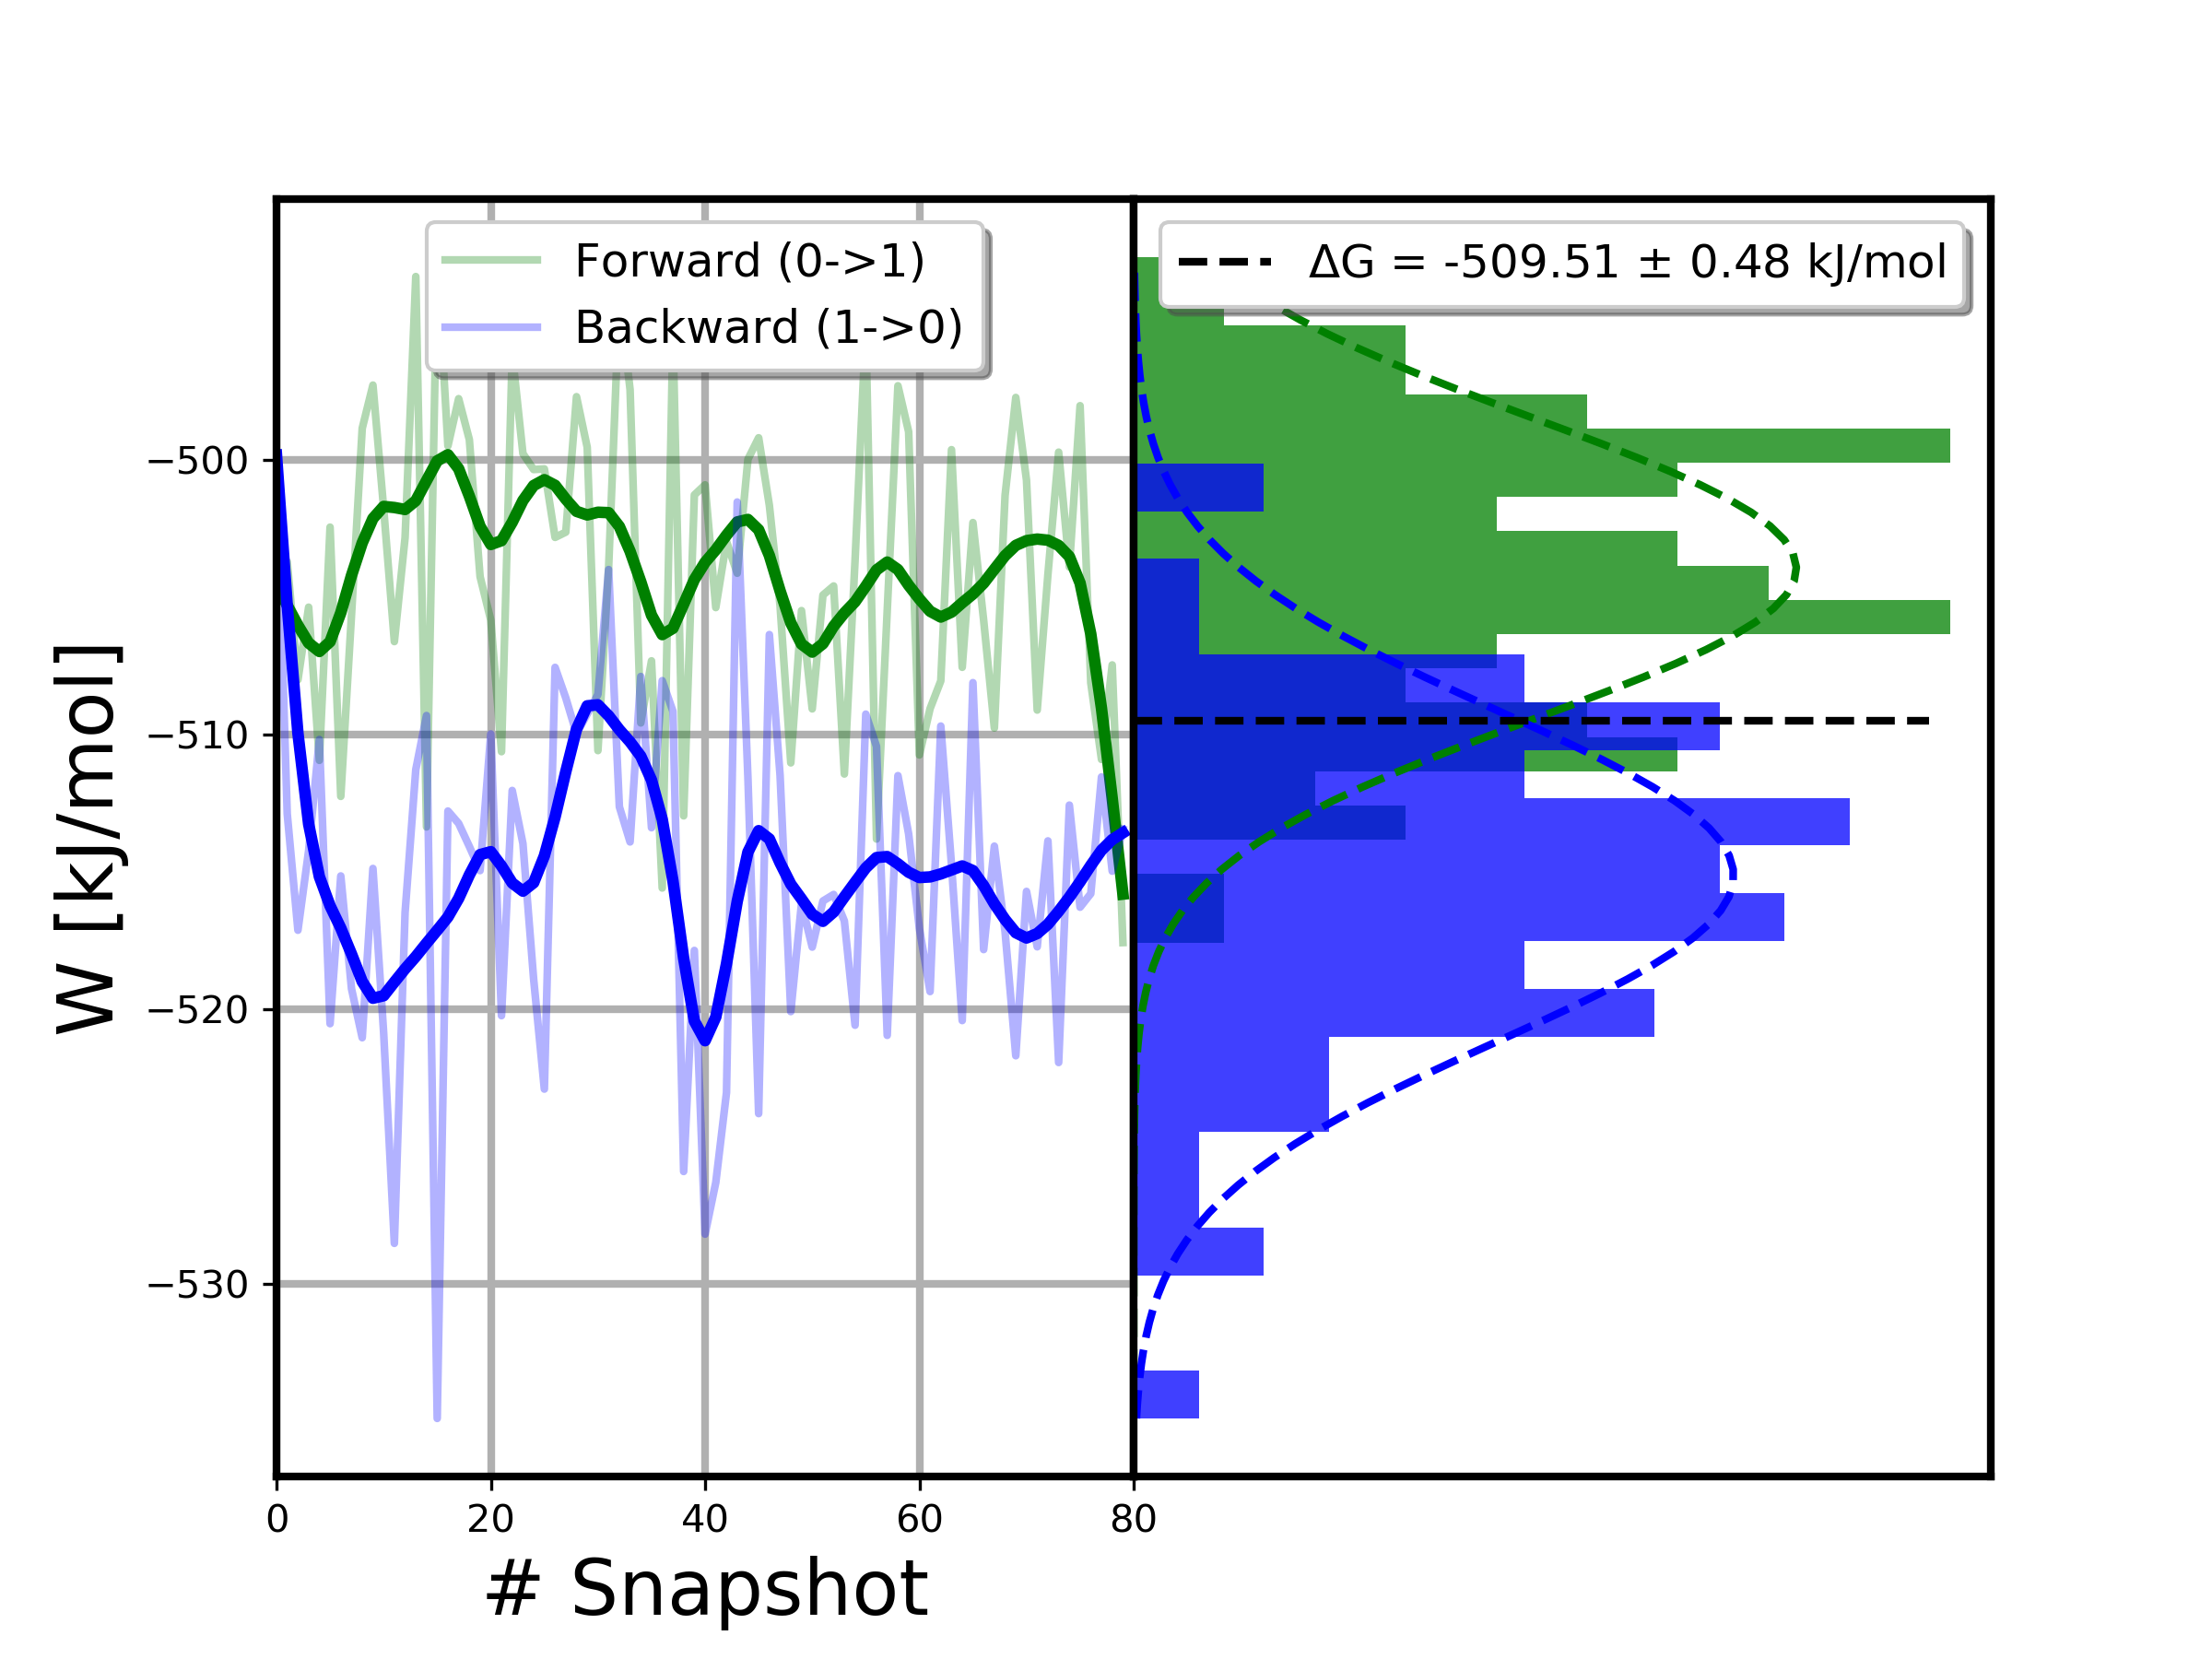 Forward (0->1)
Backward (1->0)
ΔG = -509.51 ± 0.48 kJ/mol
W [kJ/mol]
−500
−510
−520
−530
0 20 40 60 80
# Snapshot